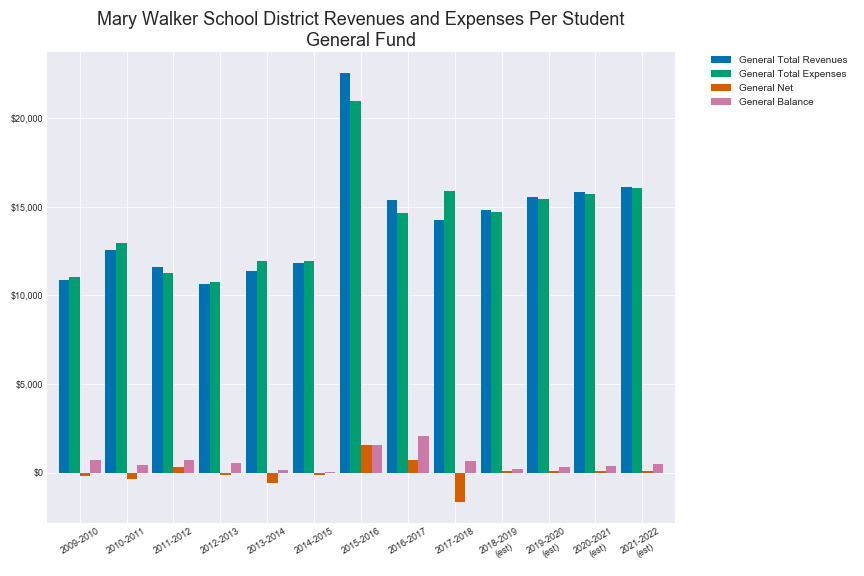 Mary Walker School District Revenues and Expenses Per Student
General Fund
General Total Revenues
General Total Expenses
General Net
General Balance
$20,000
$15,000
$10,000
$5,000
$0
2009-2010
2010-2011
2011-2012
2012-2013
2013-2014
2014-2015
2015-2016
2016-2017
2017-2018
2018-2019
(est)
2019-2020
(est)
2020-2021
(est)
2021-2022
(est)